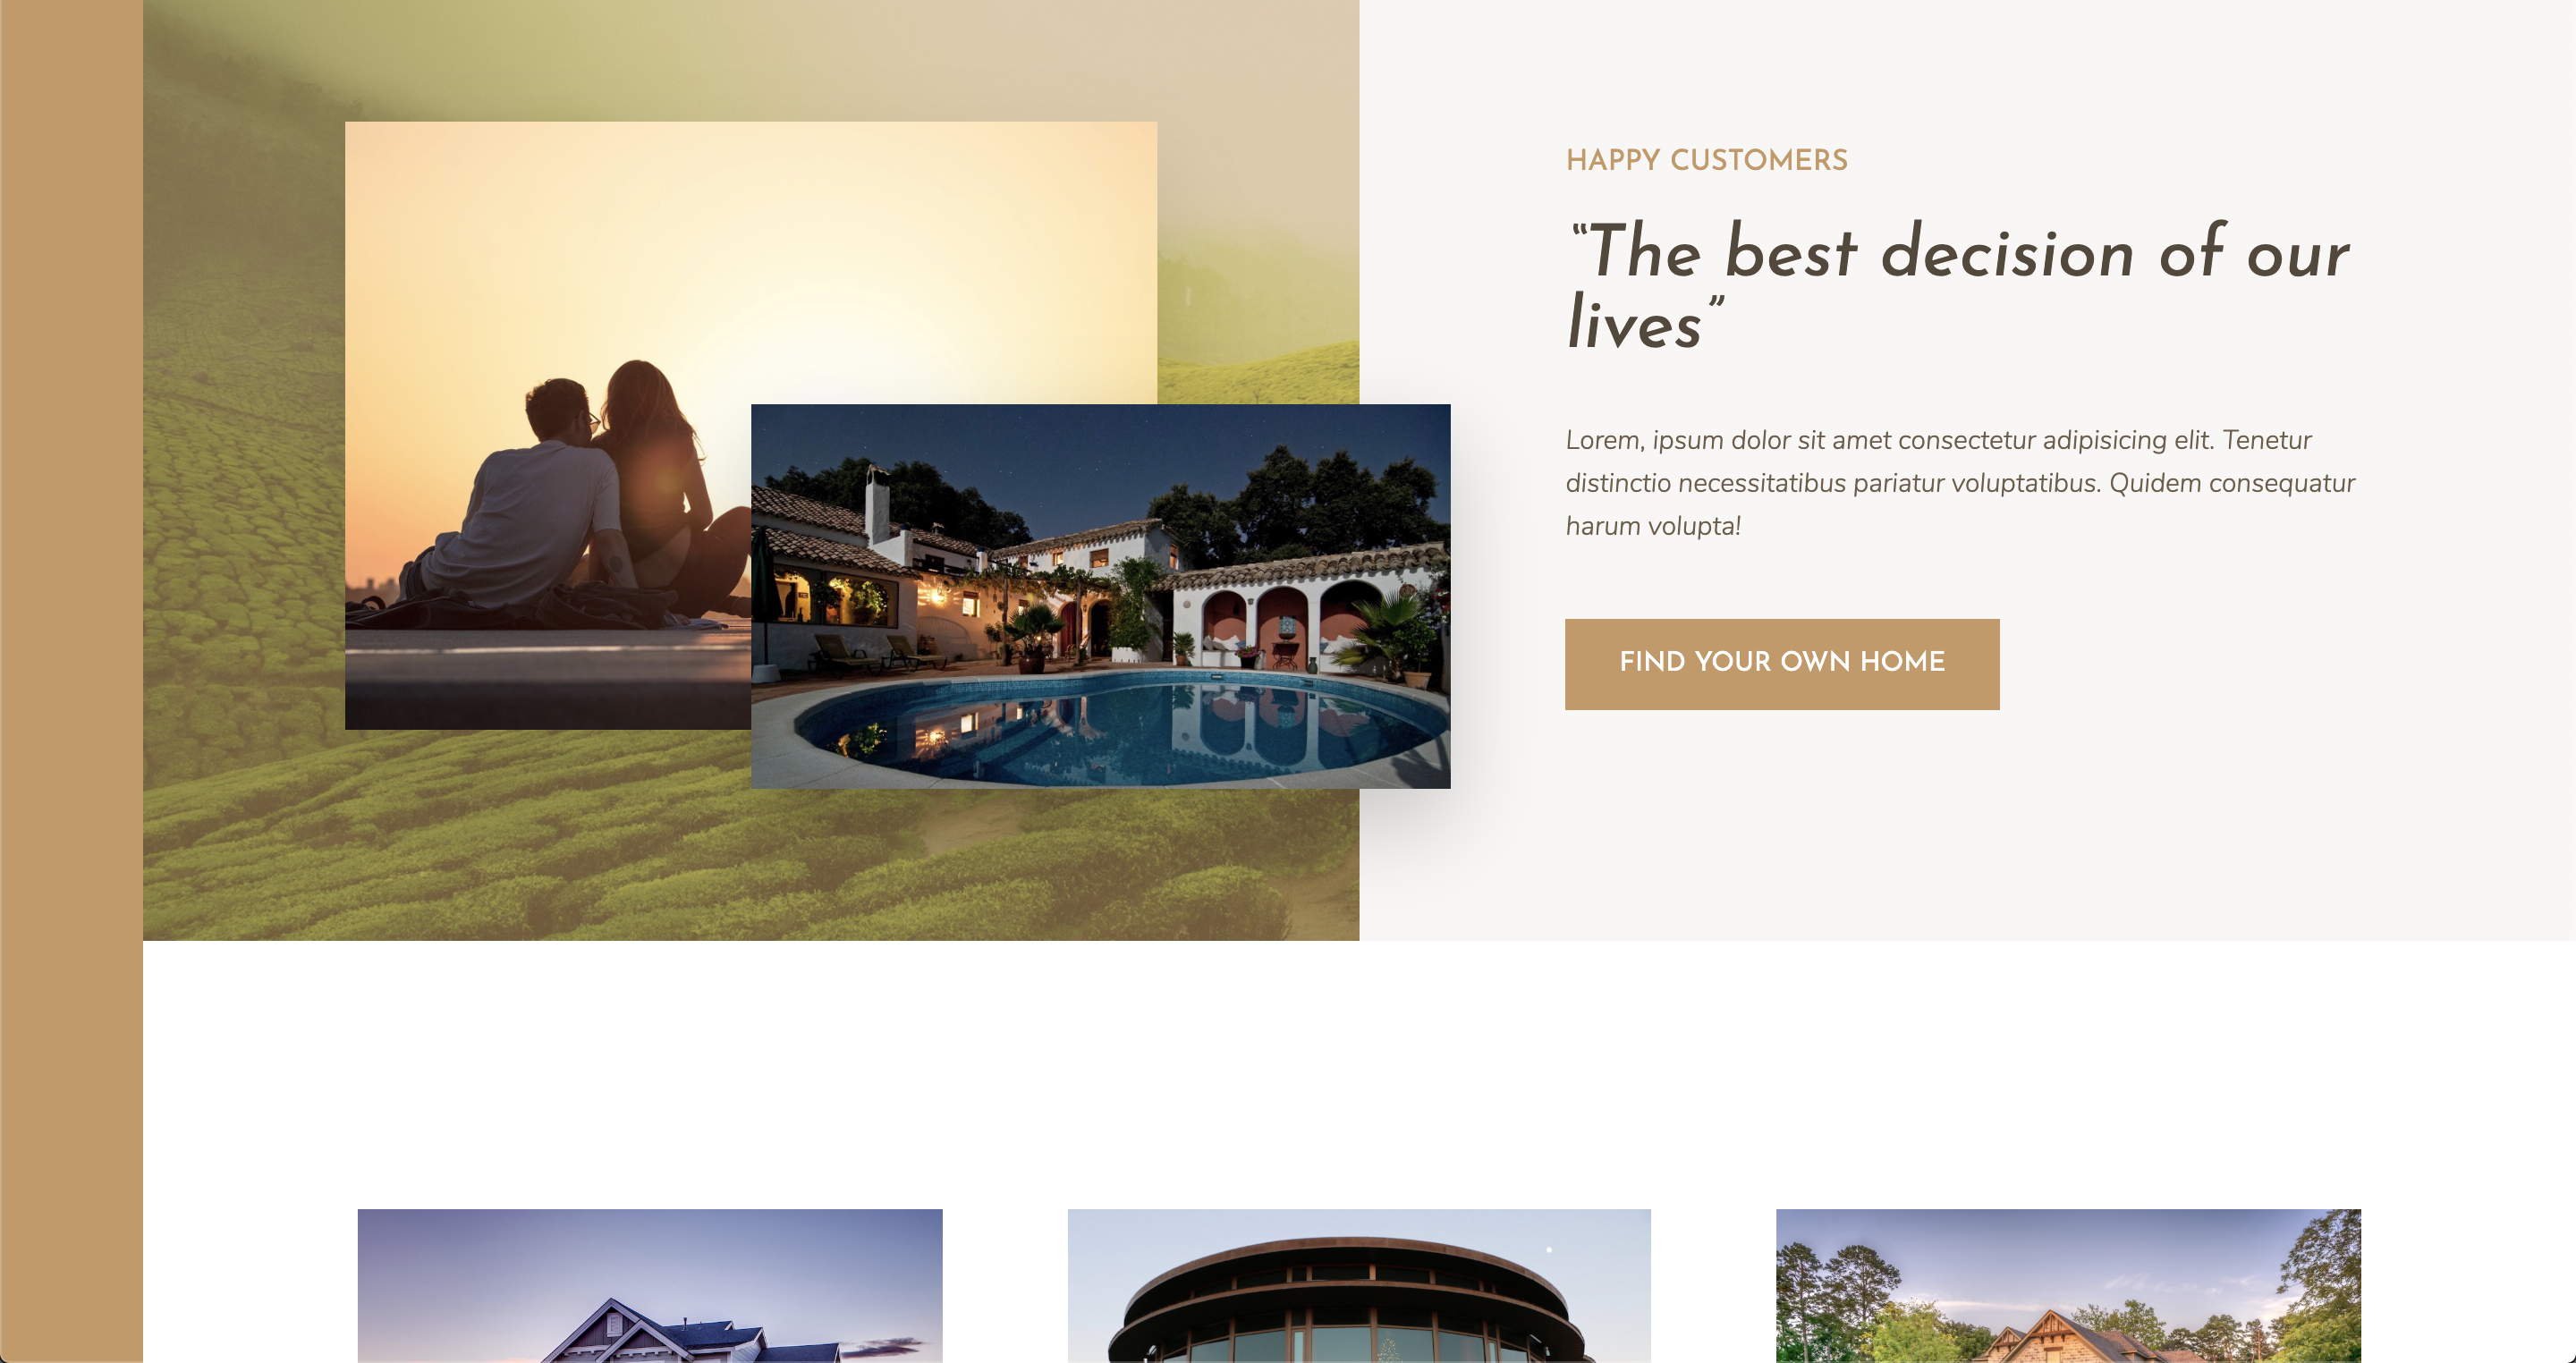 HAPPY CUSTOMERS
“The best decision of our
lives”
Lorem, ipsum dolor sit amet consectetur adipisicing elit. Tenetur
distinctio necessitatibus pariatur voluptatibus. Quidem consequatur
harum volupta!
FIND YOUR OWN HOME